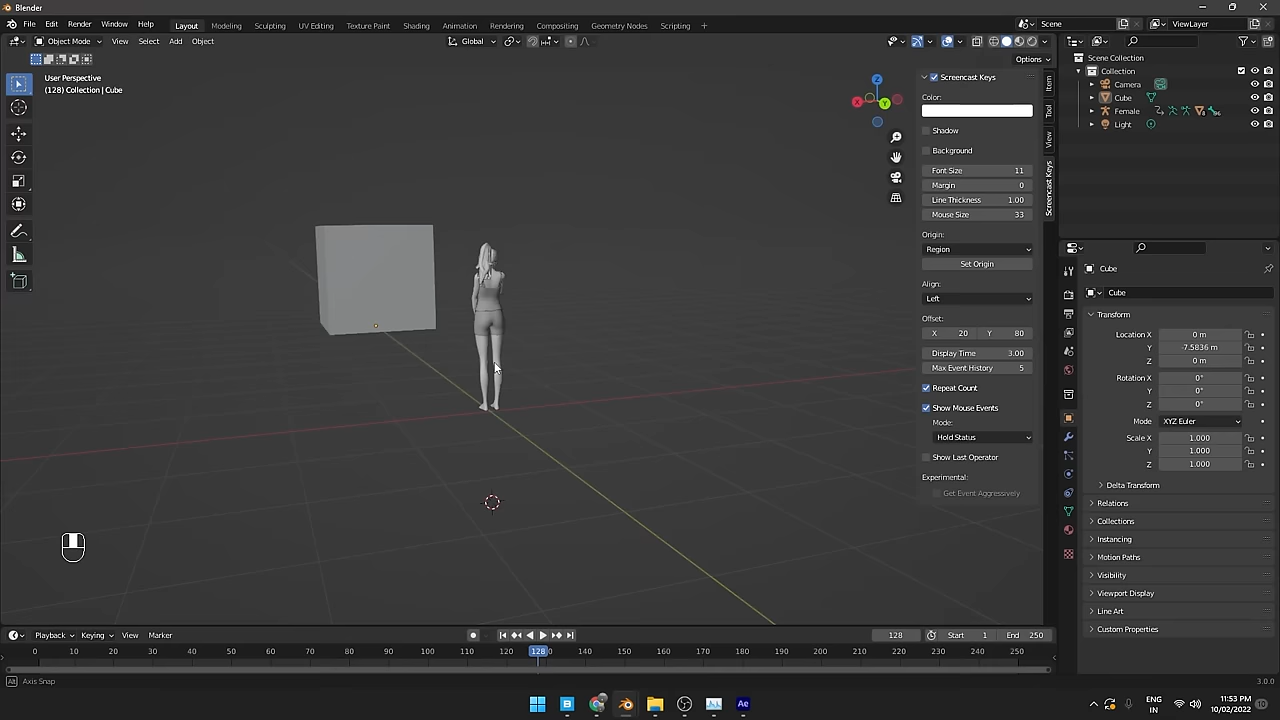 Blender
File Edit Render Window Help
Layout Modeling Sculpting UV Editing Texture Paint Shading Animation Rendering Compositing Geometry Nodes Scripting +
Scene
ViewLayer
Object Mode View Select Add Object
Global
Options
User Perspective
(128) Collection | Cube
X
Y
Z
Screencast Keys
Color:
Shadow
Background
Font Size 11
Margin 0
Line Thickness 1.00
Mouse Size 33
Origin:
Region
Set Origin
Align:
Left
Offset:
X 20 Y 80
Display Time 3.00
Max Event History 5
Repeat Count
Show Mouse Events
Mode:
Hold Status
Show Last Operator
Experimental:
Get Event Aggressively
Item
Tool
View
Screencast Keys
Scene Collection
Collection
Camera
Cube
Female
Light
Cube
Cube
Transform
Location X 0 m
Y -7.5836 m
Z 0 m
Rotation X 0°
Y 0°
Z 0°
Mode XYZ Euler
Scale X 1.000
Y 1.000
Z 1.000
Delta Transform
Relations
Collections
Instancing
Motion Paths
Visibility
Viewport Display
Line Art
Custom Properties
Playback Keying View Marker
128 Start 1 End 250
0 10 20 30 40 50 60 70 80 90 100 110 120 128 140 150 160 170 180 190 200 210 220 230 240 250
Alt Axis Snap
3.0.0
ENG
IN
11:53 PM
10/02/2022